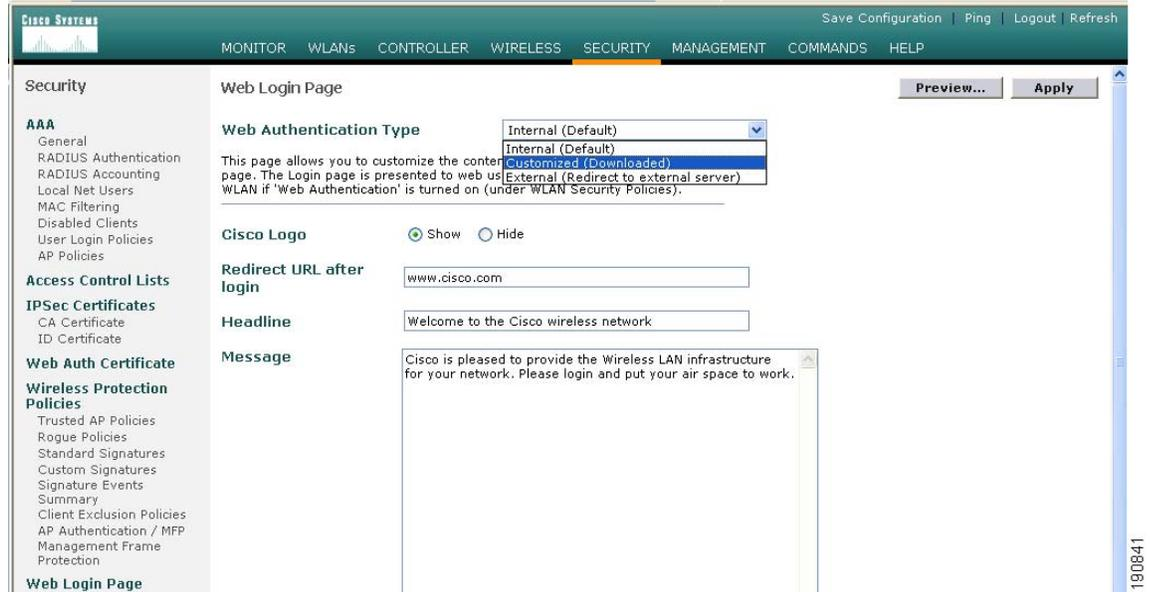 CISCO SYSTEMS
Save Configuration | Ping | Logout | Refresh
MONITOR WLANs CONTROLLER WIRELESS SECURITY MANAGEMENT COMMANDS HELP
Security
AAA
General
RADIUS Authentication
RADIUS Accounting
Local Net Users
MAC Filtering
Disabled Clients
User Login Policies
AP Policies
Access Control Lists
IPSec Certificates
CA Certificate
ID Certificate
Web Auth Certificate
Wireless Protection
Policies
Trusted AP Policies
Rogue Policies
Standard Signatures
Custom Signatures
Signature Events
Summary
Client Exclusion Policies
AP Authentication / MFP
Management Frame
Protection
Web Login Page
Web Login Page
Preview... Apply
Web Authentication Type Internal (Default)
Internal (Default)
Customized (Downloaded)
External (Redirect to external server)
This page allows you to customize the conten
page. The Login page is presented to web us
WLAN if 'Web Authentication' is turned on (under WLAN Security Policies).
Cisco Logo Show Hide
Redirect URL after
login
www.cisco.com
Headline Welcome to the Cisco wireless network
Message
Cisco is pleased to provide the Wireless LAN infrastructure
for your network. Please login and put your air space to work.
190841